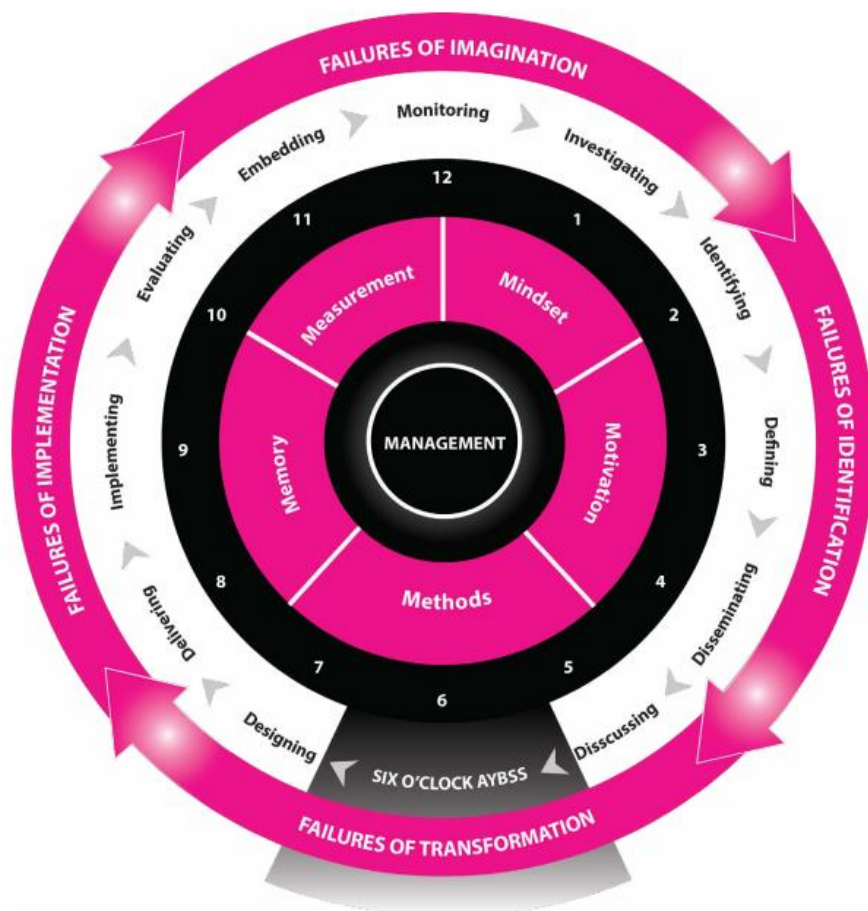 FAILURES OF IMAGINATION
FAILURES OF IDENTIFICATION
FAILURES OF TRANSFORMATION
FAILURES OF IMPLEMENTATION
Monitoring
Investigating
Identifying
Defining
Disseminating
Disscussing
SIX O'CLOCK AYBSS
Designing
Delivering
Implementing
Evaluating
Embedding
12
1
2
3
4
5
6
7
8
9
10
11
Mindset
Motivation
Methods
Memory
Measurement
MANAGEMENT